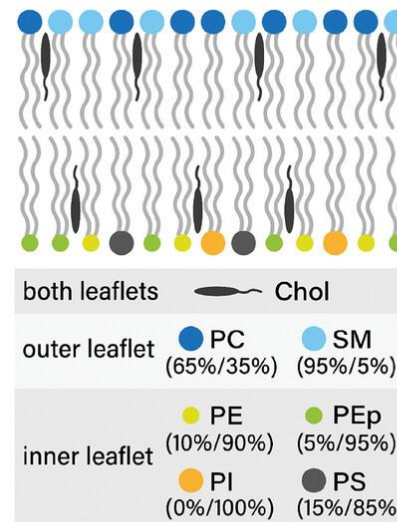 both leaflets Chol
outer leaflet PC SM
(65%/35%) (95%/5%)
inner leaflet
PE PEp
(10%/90%) (5%/95%)
PI PS
(0%/100%) (15%/85%